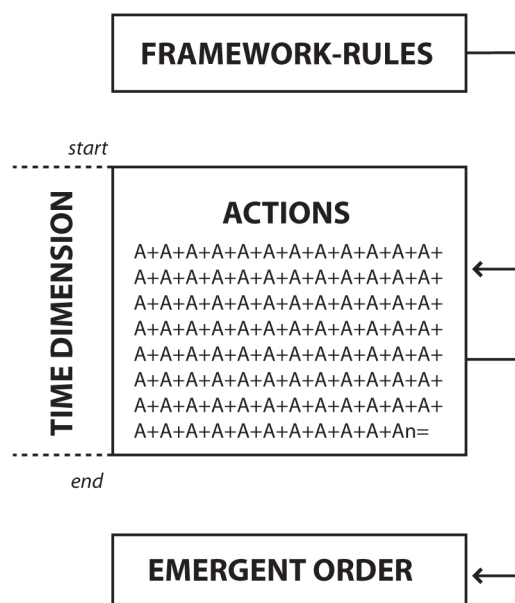 FRAMEWORK-RULES
start
TIME DIMENSION
ACTIONS
A+A+A+A+A+A+A+A+A+A+A+A+
A+A+A+A+A+A+A+A+A+A+A+A+
A+A+A+A+A+A+A+A+A+A+A+A+
A+A+A+A+A+A+A+A+A+A+A+A+
A+A+A+A+A+A+A+A+A+A+A+A+
A+A+A+A+A+A+A+A+A+A+A+A+
A+A+A+A+A+A+A+A+A+A+A+A+
A+A+A+A+A+A+A+A+A+A+An=
end
EMERGENT ORDER